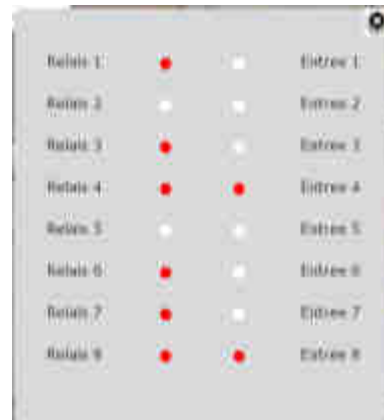 Relais 1 Entree 1
Relais 2 Entree 2
Relais 3 Entree 3
Relais 4 Entree 4
Relais 5 Entree 5
Relais 6 Entree 6
Relais 7 Entree 7
Relais Entree 8